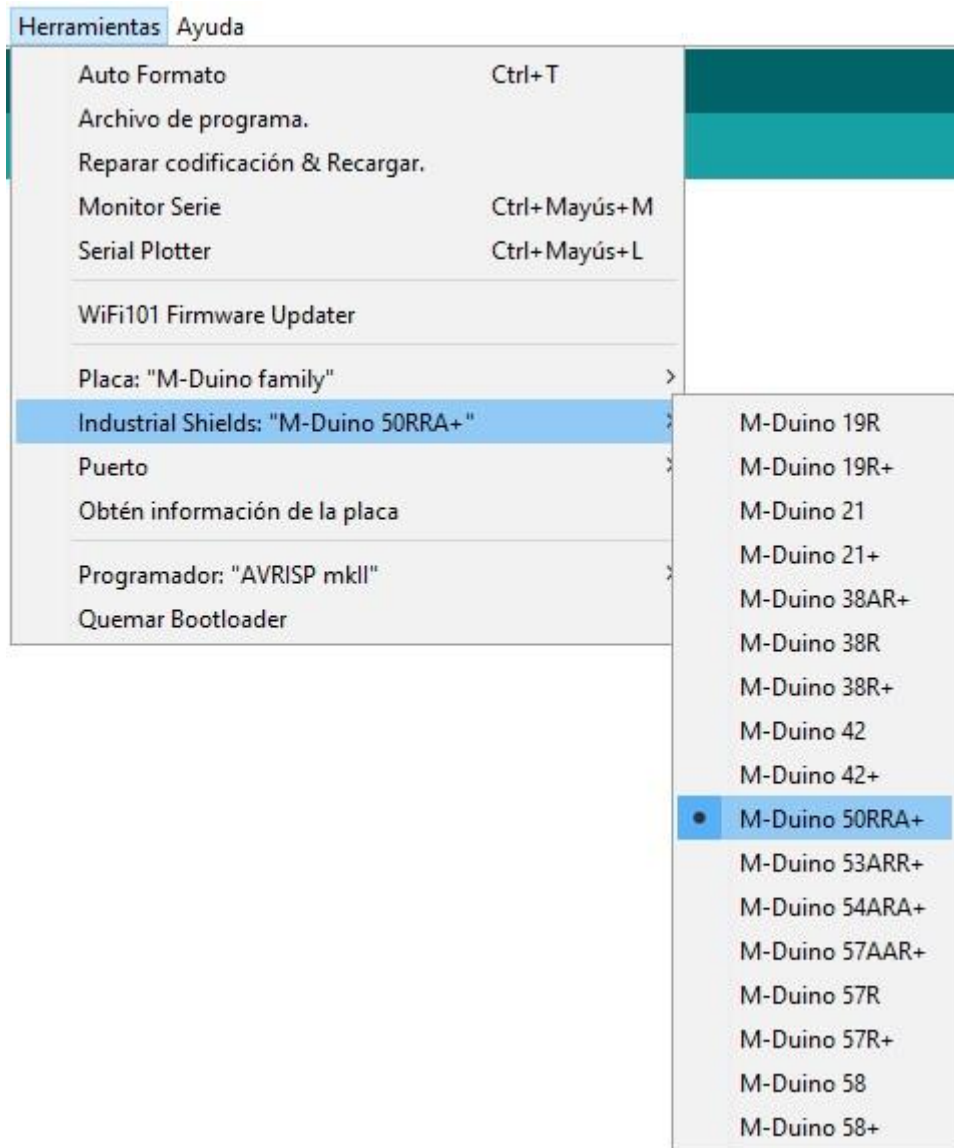 Herramientas Ayuda
Auto Formato Ctrl+T
Archivo de programa.
Reparar codificación & Recargar.
Monitor Serie Ctrl+Mayús+M
Serial Plotter Ctrl+Mayús+L
WiFi101 Firmware Updater
Placa: "M-Duino family"
Industrial Shields: "M-Duino 50RRA+"
Puerto
Obtén información de la placa
Programador: "AVRISP mkII"
Quemar Bootloader
M-Duino 19R
M-Duino 19R+
M-Duino 21
M-Duino 21+
M-Duino 38AR+
M-Duino 38R
M-Duino 38R+
M-Duino 42
M-Duino 42+
M-Duino 50RRA+
M-Duino 53ARR+
M-Duino 54ARA+
M-Duino 57AAR+
M-Duino 57R
M-Duino 57R+
M-Duino 58
M-Duino 58+